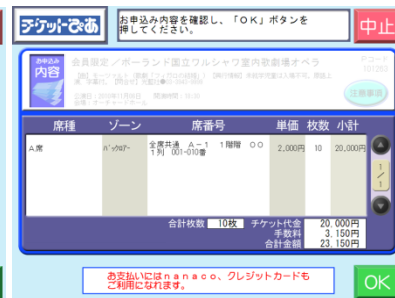 チケットぴあ
お申込み内容を確認し、「OK」ボタンを
押してください。
中止
お申込み
内容
会員限定／ポーランド国立ワルシャワ室内歌劇場オペラ
Pコード
注意事項
席種 ゾーン 席番号 単価 枚数 小計
A席 ﾊﾞｯｸﾛｱｰ 全席共通 A-1 1階階 00 2,000円 10 20,000円
1列 001-010番
1/1
合計枚数 10枚 チケット代金 20,000円
手数料 3,150円
合計金額 23,150円
お支払いにはnanaco、クレジットカードも
ご利用になれます。
OK